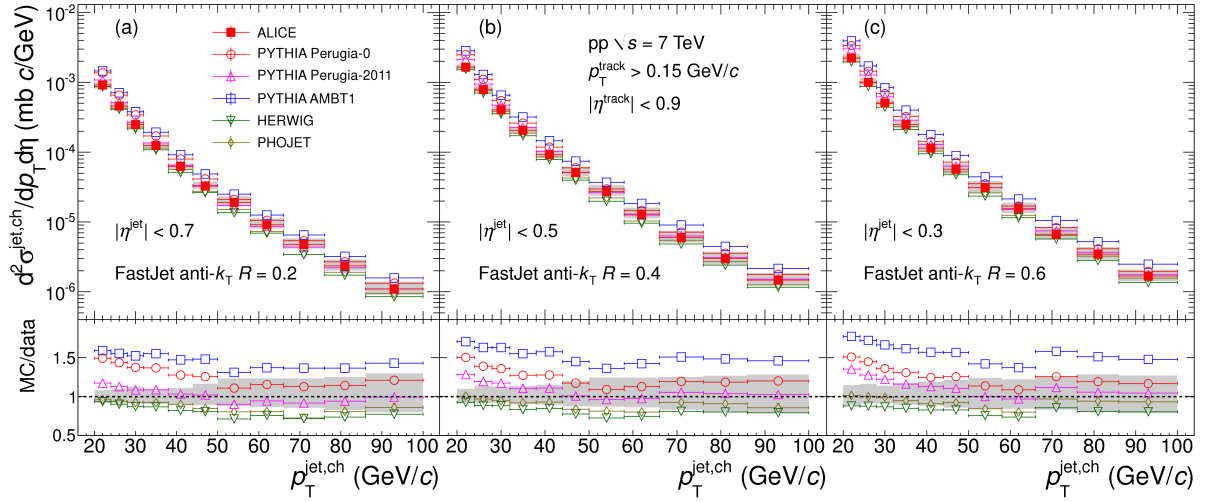 d²σ^jet,ch/dp_T dη (mb c/GeV)
10⁻²
10⁻³
10⁻⁴
10⁻⁵
10⁻⁶
(a)
ALICE
PYTHIA Perugia-0
PYTHIA Perugia-2011
PYTHIA AMBT1
HERWIG
PHOJET
|η^jet| < 0.7
FastJet anti-k_T R = 0.2
(b)
pp √s = 7 TeV
p_T^track > 0.15 GeV/c
|η^track| < 0.9
|η^jet| < 0.5
FastJet anti-k_T R = 0.4
(c)
|η^jet| < 0.3
FastJet anti-k_T R = 0.6
MC/data
1.5
1
0.5
20 30 40 50 60 70 80 90 100
20 30 40 50 60 70 80 90 100
20 30 40 50 60 70 80 90 100
p_T^jet,ch (GeV/c)
p_T^jet,ch (GeV/c)
p_T^jet,ch (GeV/c)